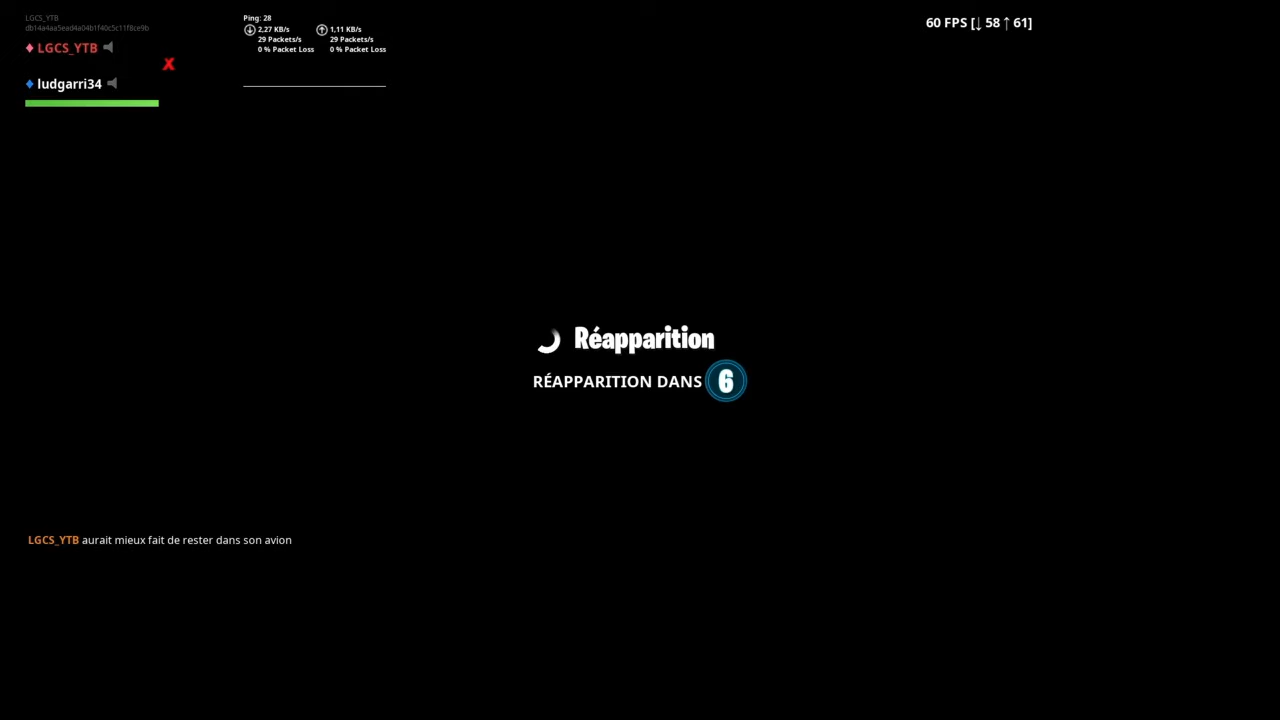 LGCS_YTB
db14a4aa5ead4a04b1f40c5c11f8ce9b
LGCS_YTB
X
ludgarri34
Ping: 28
2,27 KB/s 1,11 KB/s
29 Packets/s 29 Packets/s
0 % Packet Loss 0 % Packet Loss
60 FPS [↓ 58 ↑ 61]
Réapparition
RÉAPPARITION DANS 6
LGCS_YTB aurait mieux fait de rester dans son avion